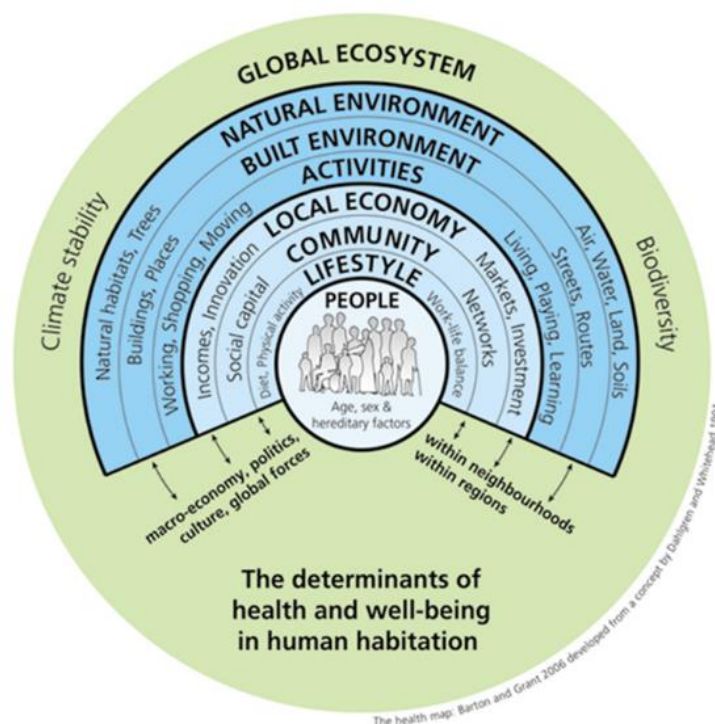 GLOBAL ECOSYSTEM
NATURAL ENVIRONMENT
BUILT ENVIRONMENT
ACTIVITIES
LOCAL ECONOMY
COMMUNITY
LIFESTYLE
PEOPLE
Age, sex &
hereditary factors
Climate stability
Natural habitats, Trees
Buildings, Places
Working, Shopping, Moving
Incomes, Innovation
Social capital
Diet, Physical activity
Work-life balance
Networks
Markets, Investment
Living, Playing, Learning
Streets, Routes
Air, Water, Land, Soils
Biodiversity
macro-economy, politics,
culture, global forces
within neighbourhoods
within regions
The determinants of
health and well-being
in human habitation
The health map: Barton and Grant 2006 developed from a concept by Dahlgren and Whitehead